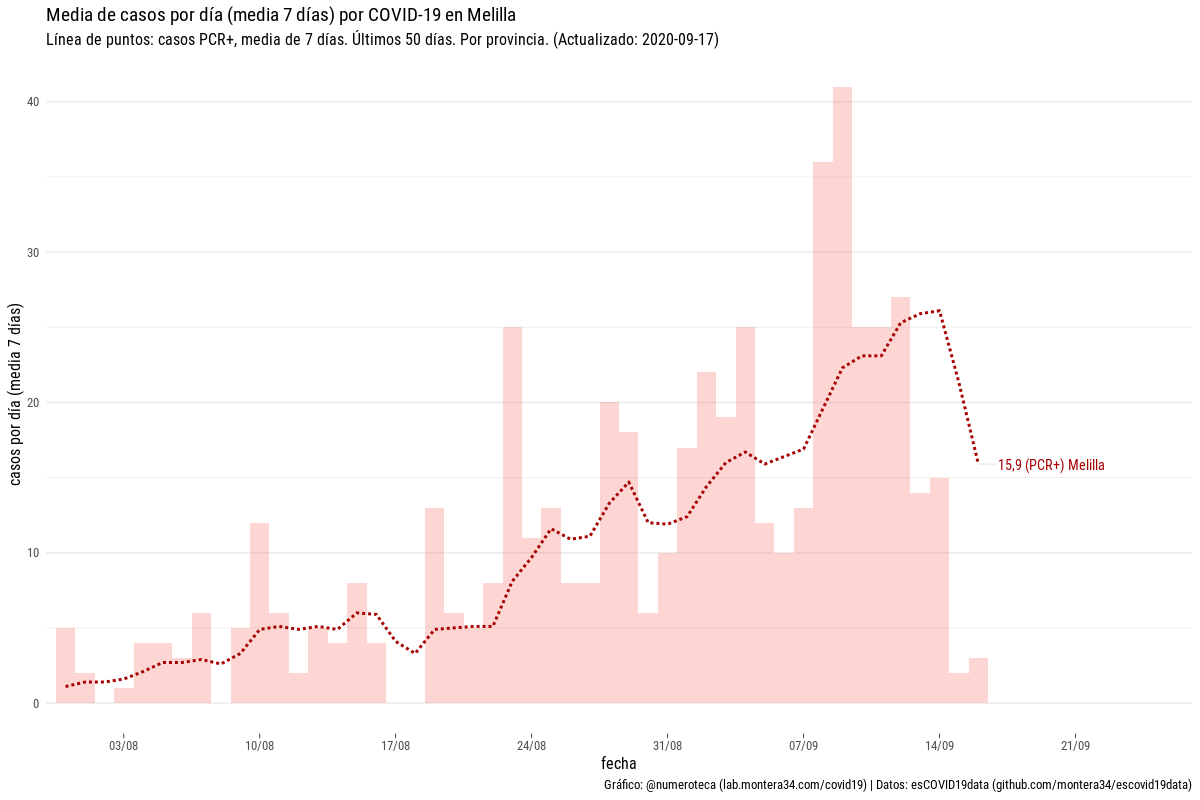 Media de casos por día (media 7 días) por COVID-19 en Melilla
Línea de puntos: casos PCR+, media de 7 días. Últimos 50 días. Por provincia. (Actualizado: 2020-09-17)
casos por día (media 7 días)
40
30
20
10
0
15,9 (PCR+) Melilla
03/08
10/08
17/08
24/08
31/08
07/09
14/09
21/09
fecha
Gráfico: @numeroteca (lab.montera34.com/covid19) | Datos: esCOVID19data (github.com/montera34/escovid19data)